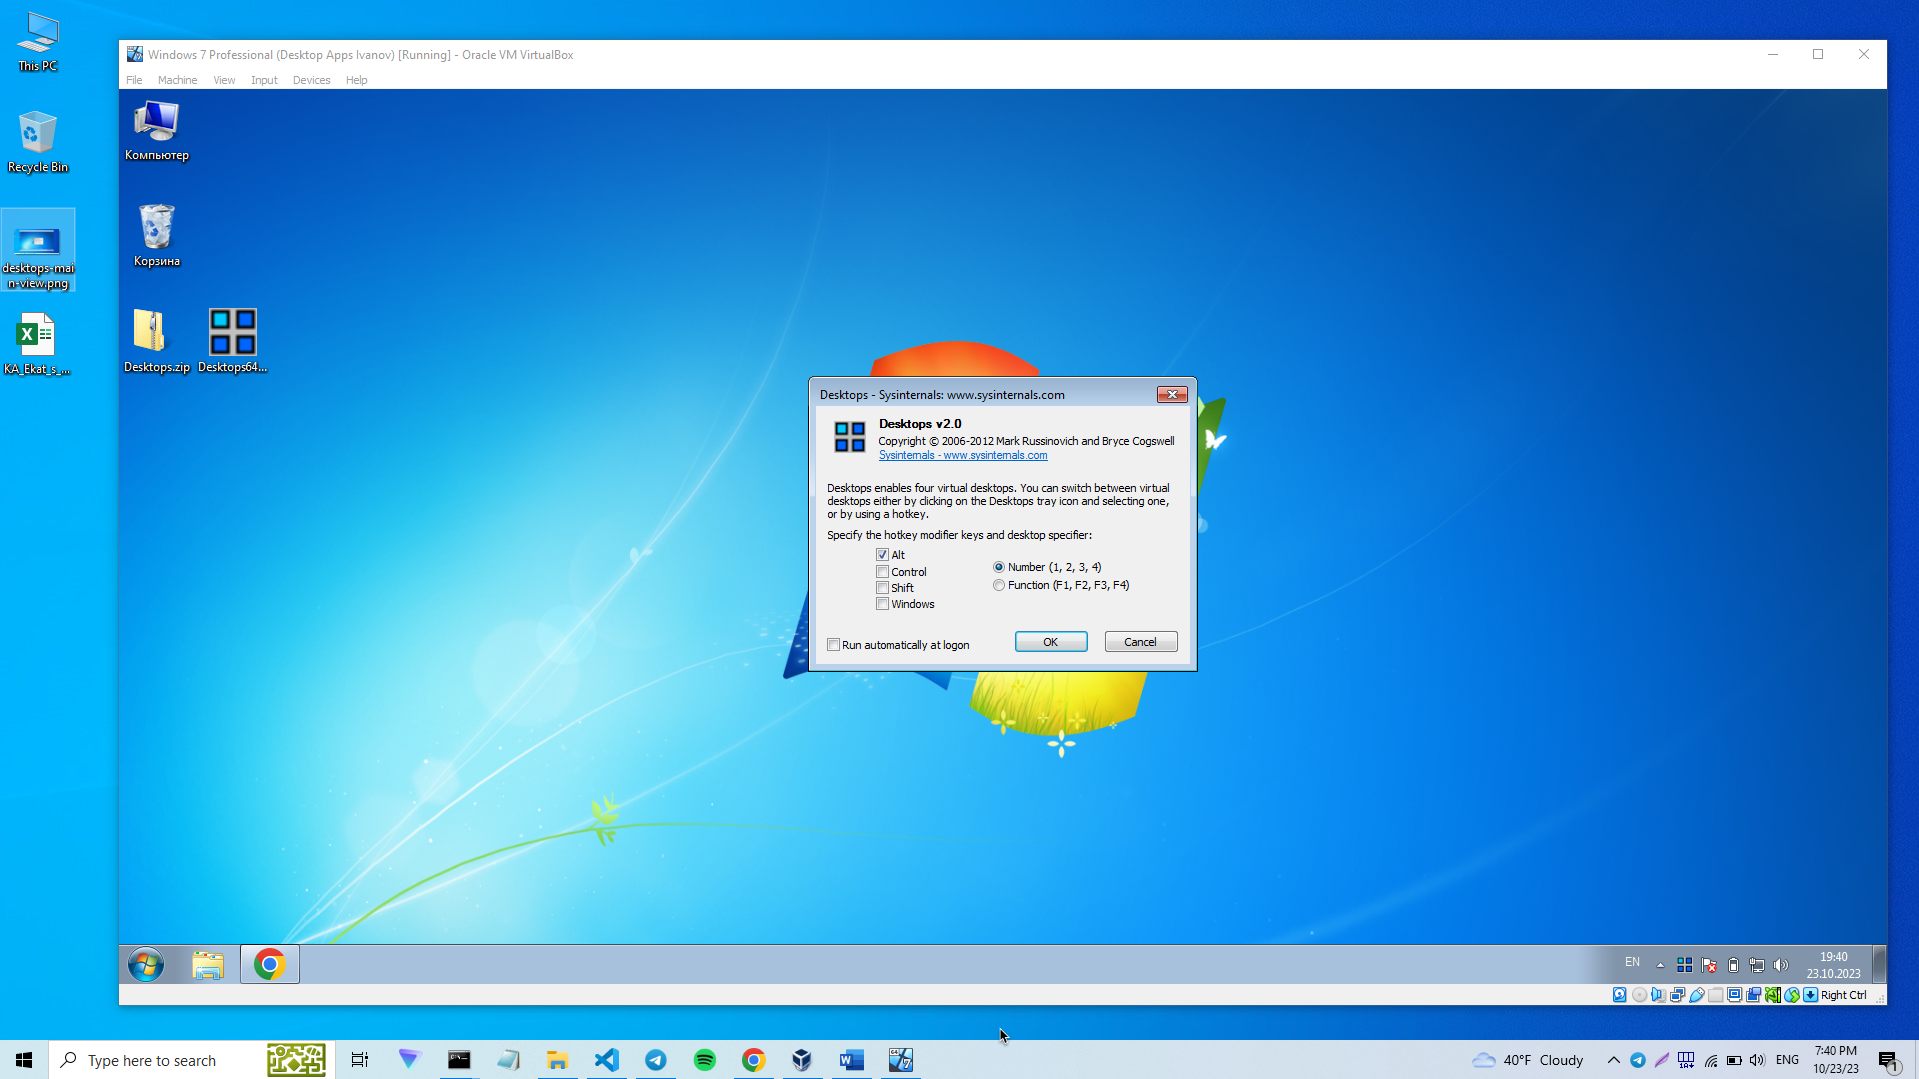 This PC
Recycle Bin
desktops-mai
n-view.png
KA_Ekat_s_...
Windows 7 Professional (Desktop Apps Ivanov) [Running] - Oracle VM VirtualBox
File Machine View Input Devices Help
Компьютер
Корзина
Desktops.zip
Desktops64...
Desktops - Sysinternals: www.sysinternals.com
Desktops v2.0
Copyright © 2006-2012 Mark Russinovich and Bryce Cogswell
Sysinternals - www.sysinternals.com
Desktops enables four virtual desktops. You can switch between virtual
desktops either by clicking on the Desktops tray icon and selecting one,
or by using a hotkey.
Specify the hotkey modifier keys and desktop specifier:
Alt
Control
Shift
Windows
Number (1, 2, 3, 4)
Function (F1, F2, F3, F4)
Run automatically at logon
OK
Cancel
EN
19:40
23.10.2023
Right Ctrl
Type here to search
40°F Cloudy
ENG
7:40 PM
10/23/23
1